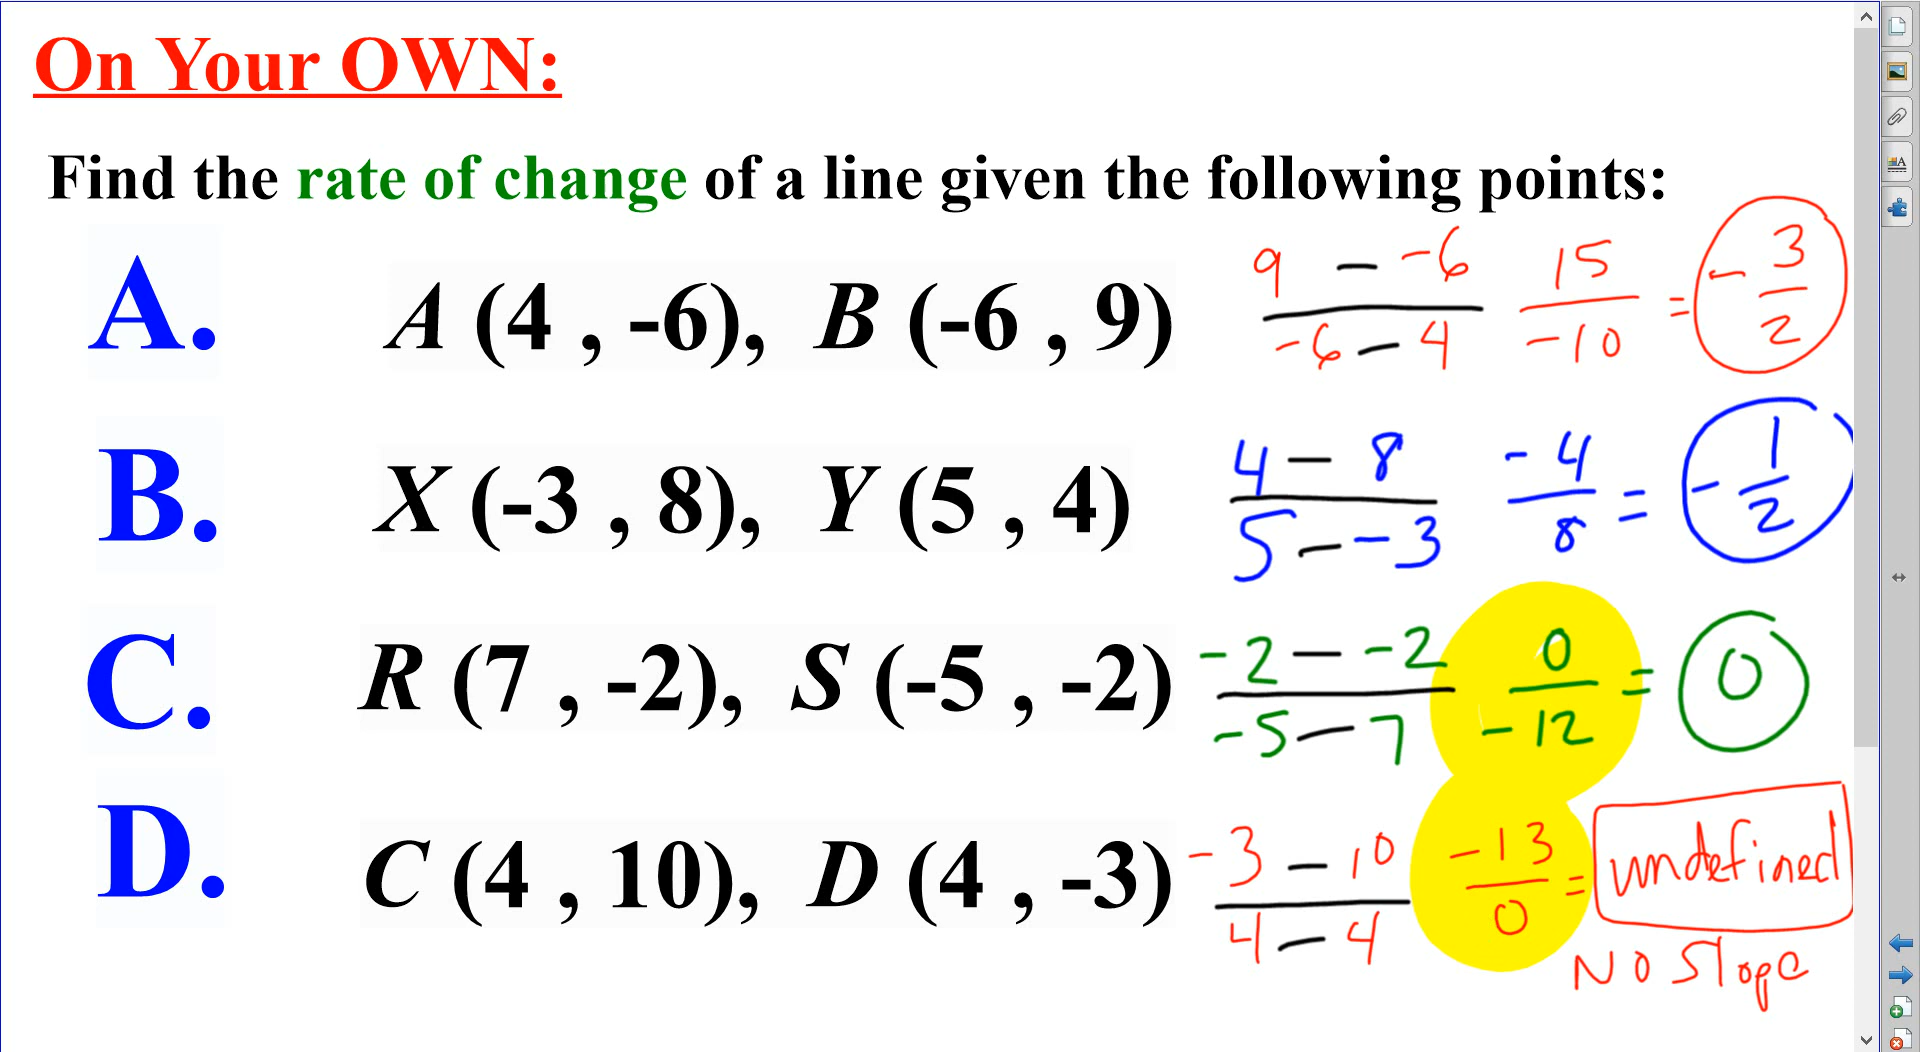 On Your OWN:
Find the rate of change of a line given the following points:
A. A (4 , -6), B (-6 , 9) 9 - -6 / -6 - 4 15 / -10 = - 3 / 2
B. X (-3 , 8), Y (5 , 4) 4 - 8 / 5 - -3 -4 / 8 = - 1 / 2
C. R (7 , -2), S (-5 , -2) -2 - -2 / -5 - 7 0 / -12 = 0
D. C (4 , 10), D (4 , -3) -3 - 10 / 4 - 4 -13 / 0 = undefined
NO Slope